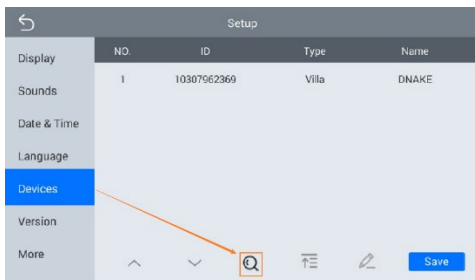 Setup
Display
Sounds
Date & Time
Language
Devices
Version
More
NO. ID Type Name
1 10307962369 Villa DNAKE
Save